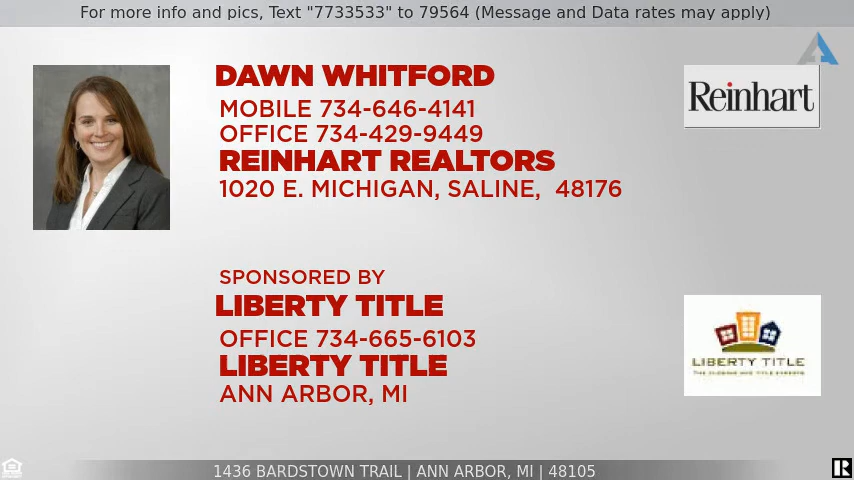 For more info and pics, Text "7733533" to 79564 (Message and Data rates may apply)
DAWN WHITFORD
MOBILE 734-646-4141
OFFICE 734-429-9449
REINHART REALTORS
1020 E. MICHIGAN, SALINE, 48176
Reinhart
SPONSORED BY
LIBERTY TITLE
OFFICE 734-665-6103
LIBERTY TITLE
ANN ARBOR, MI
LIBERTY TITLE
1436 BARDSTOWN TRAIL | ANN ARBOR, MI | 48105